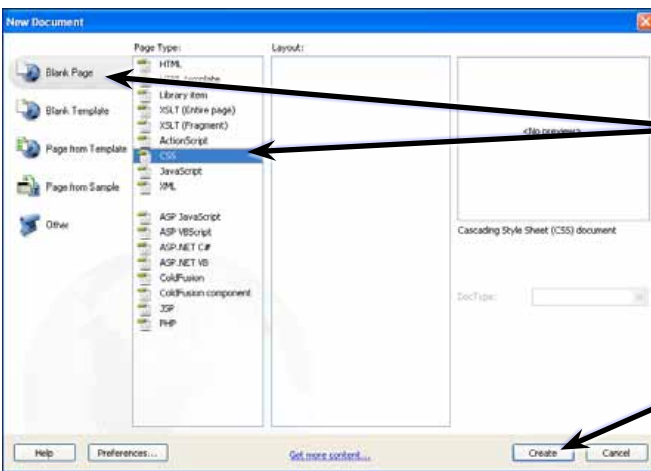 New Document
Page Type:
Layout:
Blank Page
Blank Template
Page from Template
Page from Sample
Other
HTML
HTML template
Library item
XSLT (Entire page)
XSLT (Fragment)
ActionScript
CSS
JavaScript
XML
ASP JavaScript
ASP VBScript
ASP.NET C#
ASP.NET VB
ColdFusion
ColdFusion component
JSP
PHP
<No preview>
Cascading Style Sheet (CSS) document
DocType:
Help
Preferences...
Get more content...
Create
Cancel